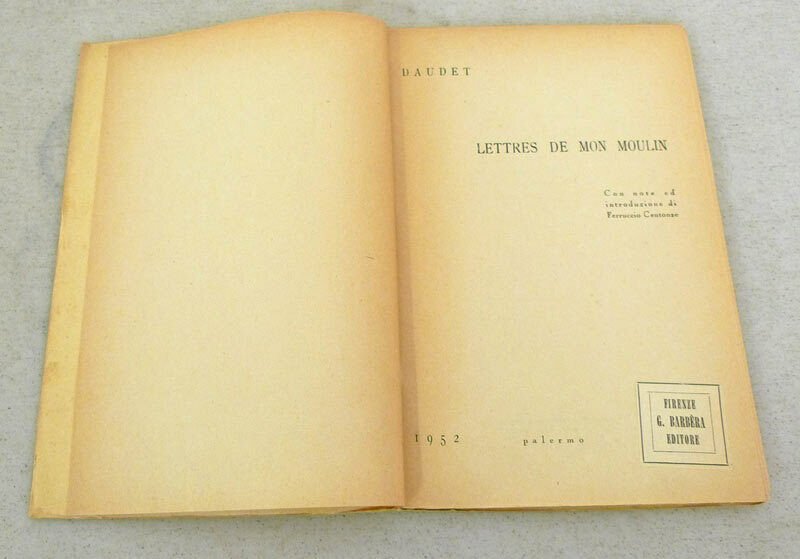 DAUDET
LETTRES DE MON MOULIN
Con note ed
introduzione di
Ferruccio Centonze
1952 palermo
FIRENZE
G. BARBÈRA
EDITORE